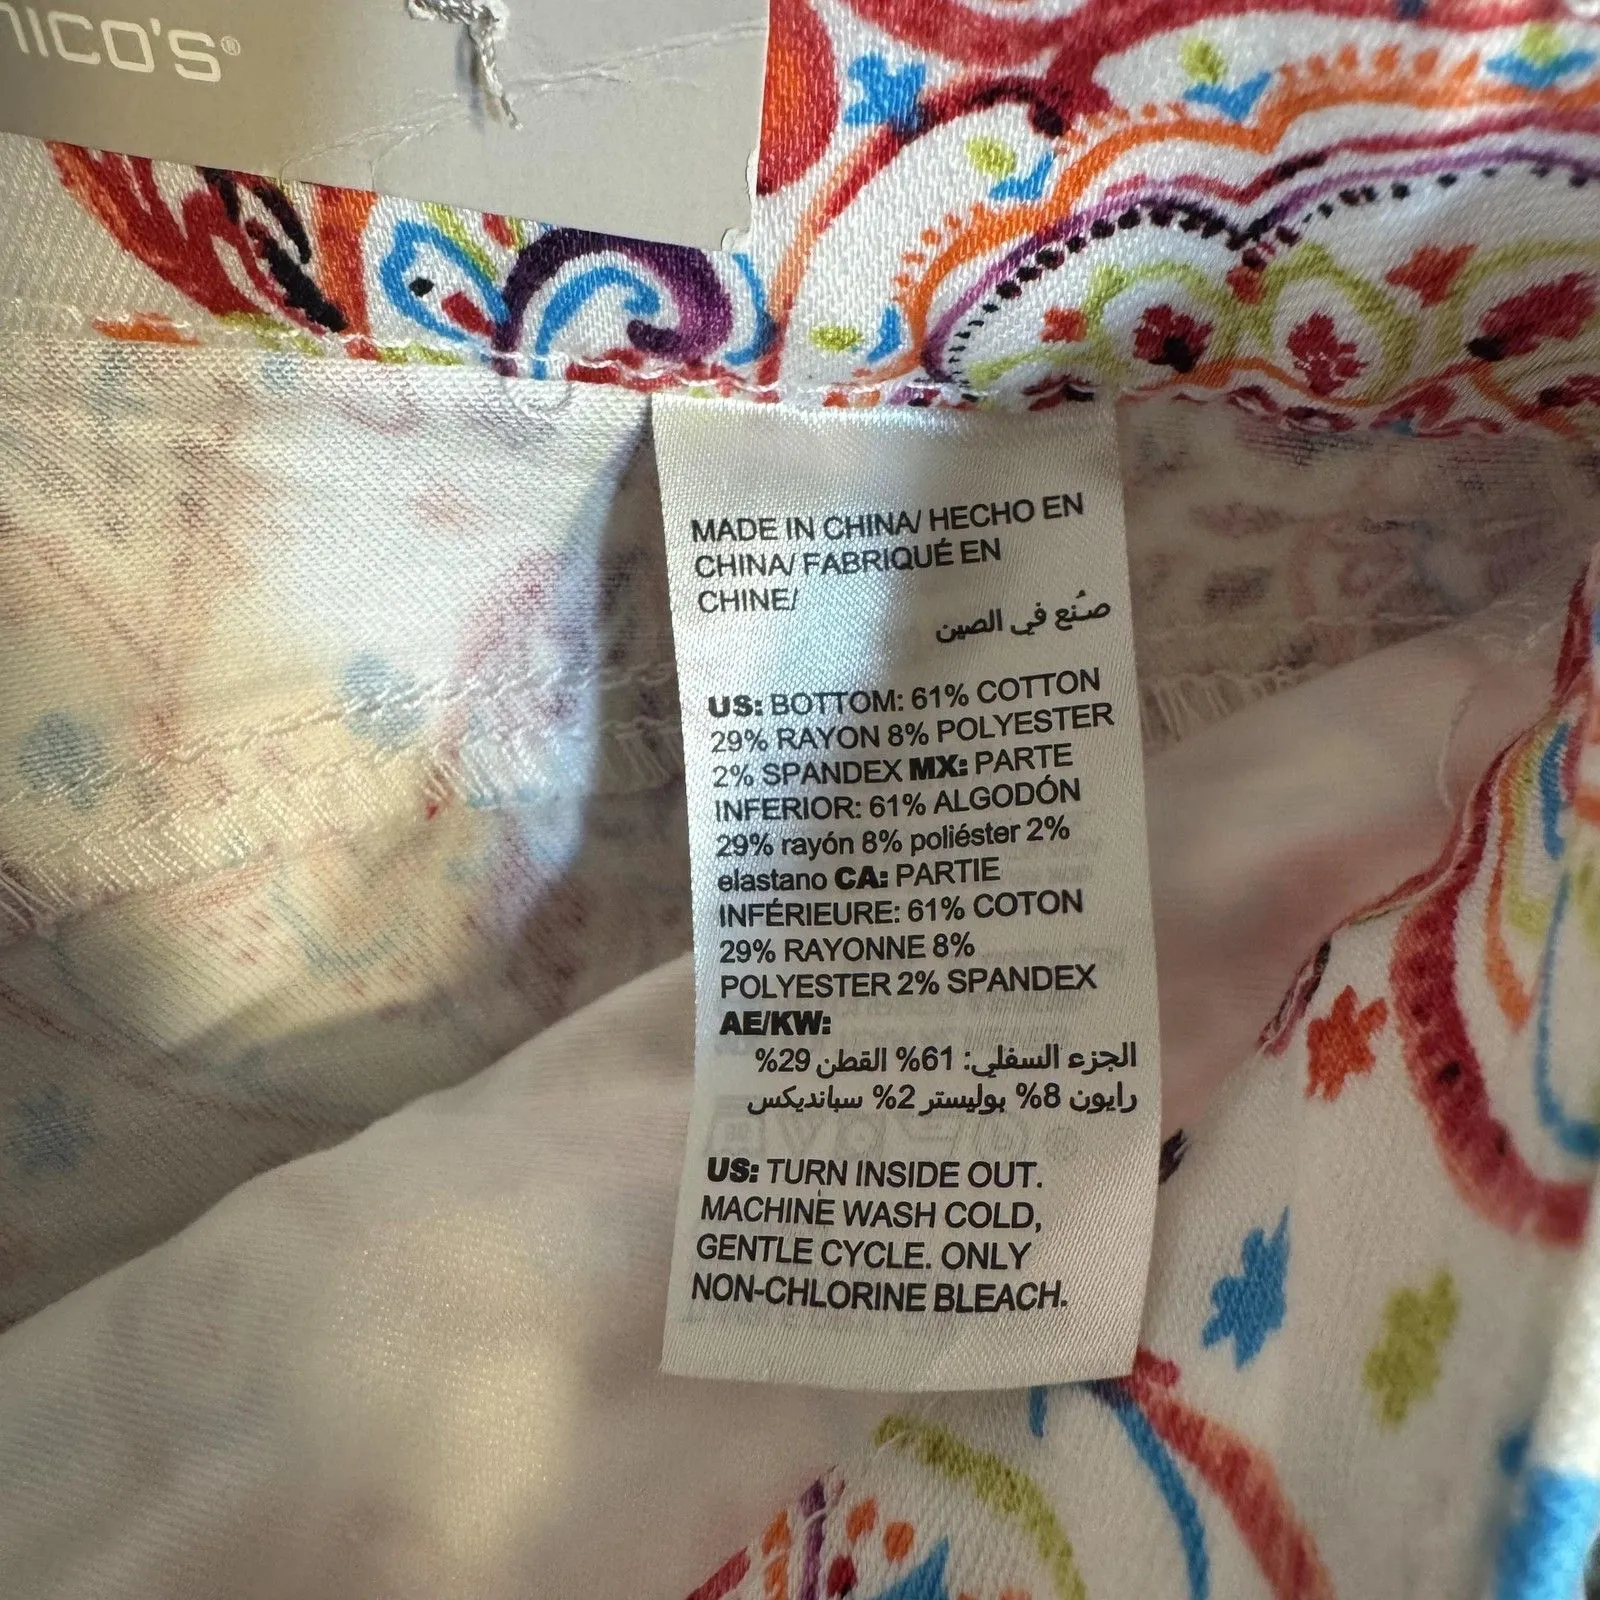 NICO'S®
MADE IN CHINA/ HECHO EN
CHINA/ FABRIQUÉ EN
CHINE/
صُنع في الصين
US: BOTTOM: 61% COTTON
29% RAYON 8% POLYESTER
2% SPANDEX MX: PARTE
INFERIOR: 61% ALGODÓN
29% rayón 8% poliéster 2%
elastano CA: PARTIE
INFÉRIEURE: 61% COTON
29% RAYONNE 8%
POLYESTER 2% SPANDEX
AE/KW:
الجزء السفلي: 61% القطن 29%
رايون 8% بوليستر 2% سبانديكس
US: TURN INSIDE OUT.
MACHINE WASH COLD,
GENTLE CYCLE. ONLY
NON-CHLORINE BLEACH.